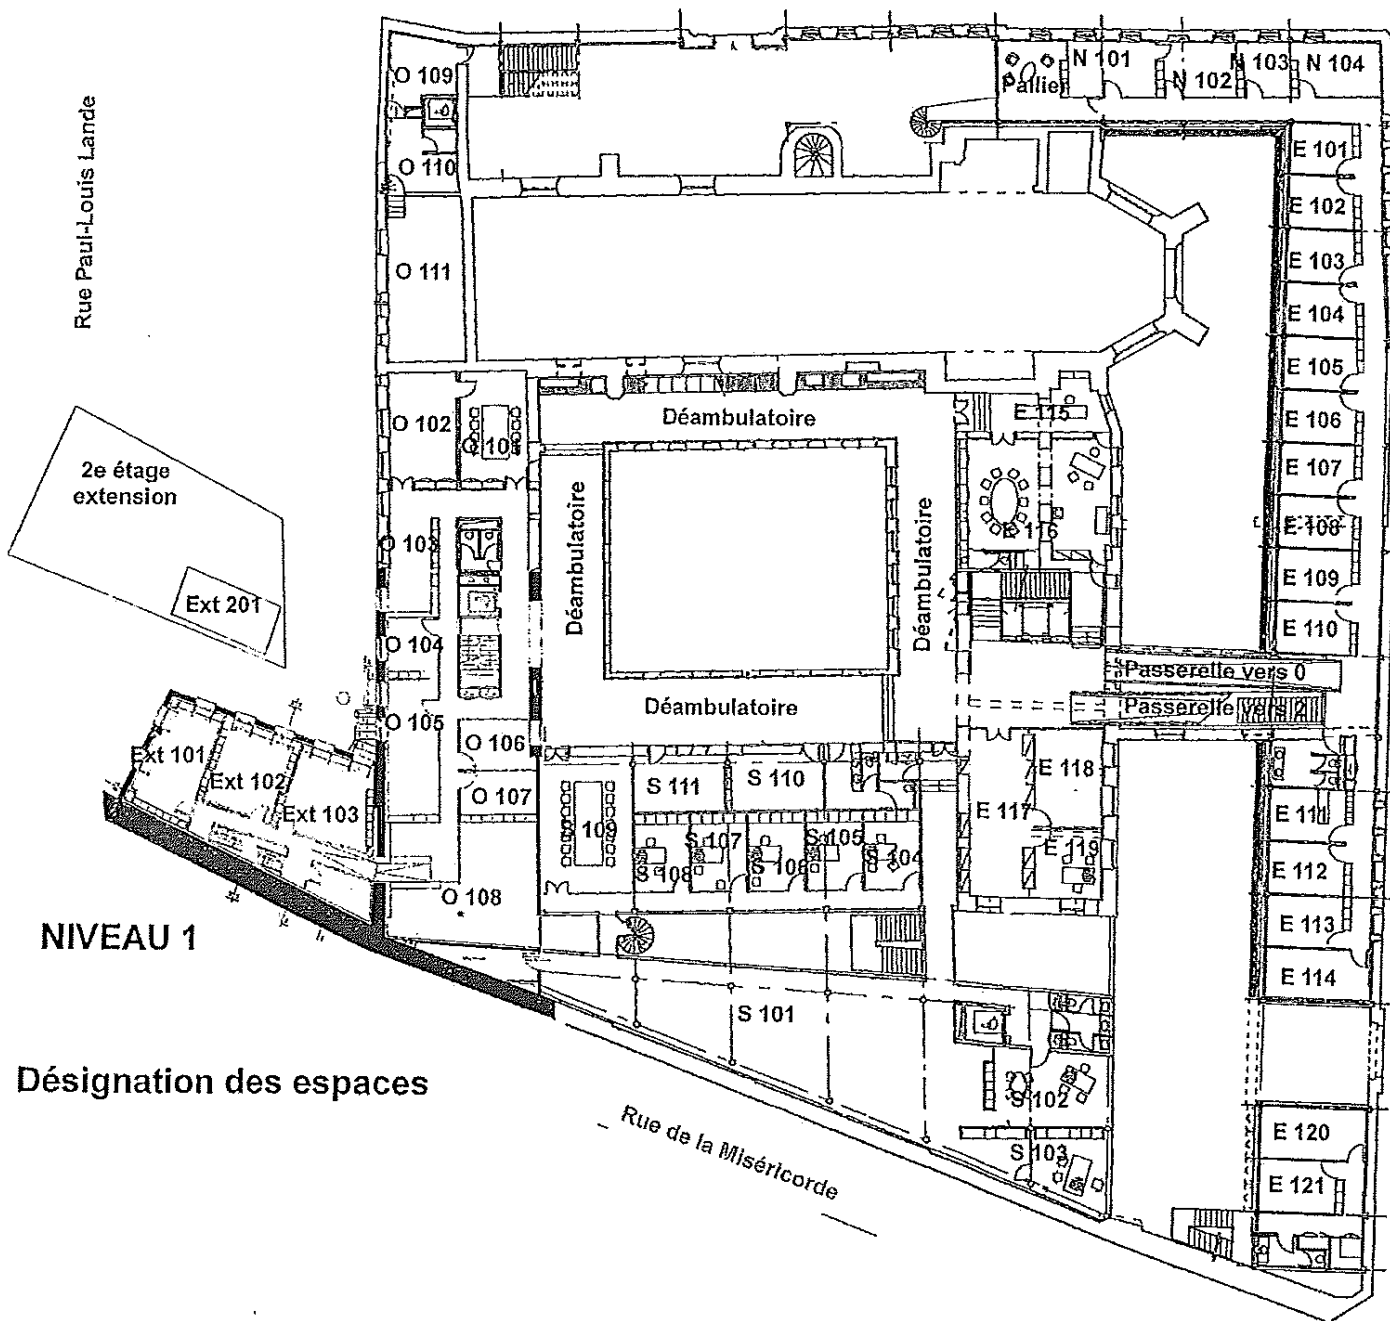 Rue Paul-Louis Lande
O 109
O 110
O 111
Pallier
N 101
N 102
N 103
N 104
E 101
E 102
E 103
E 104
E 105
E 106
E 107
E 108
E 109
E 110
O 102
O 101
Déambulatoire
E 115
E 116
2e étage
extension
Ext 201
O 103
Déambulatoire
Déambulatoire
O 104
O 105
O 106
O 107
O 108
Déambulatoire
Passerelle vers 0
Passerelle vers 2
Ext 101
Ext 102
Ext 103
S 111
S 110
S 109
S 108
S 107
S 106
S 105
S 104
E 118
E 117
E 119
E 111
E 112
E 113
E 114
NIVEAU 1
S 101
Désignation des espaces
S 102
S 103
E 120
E 121
Rue de la Miséricorde